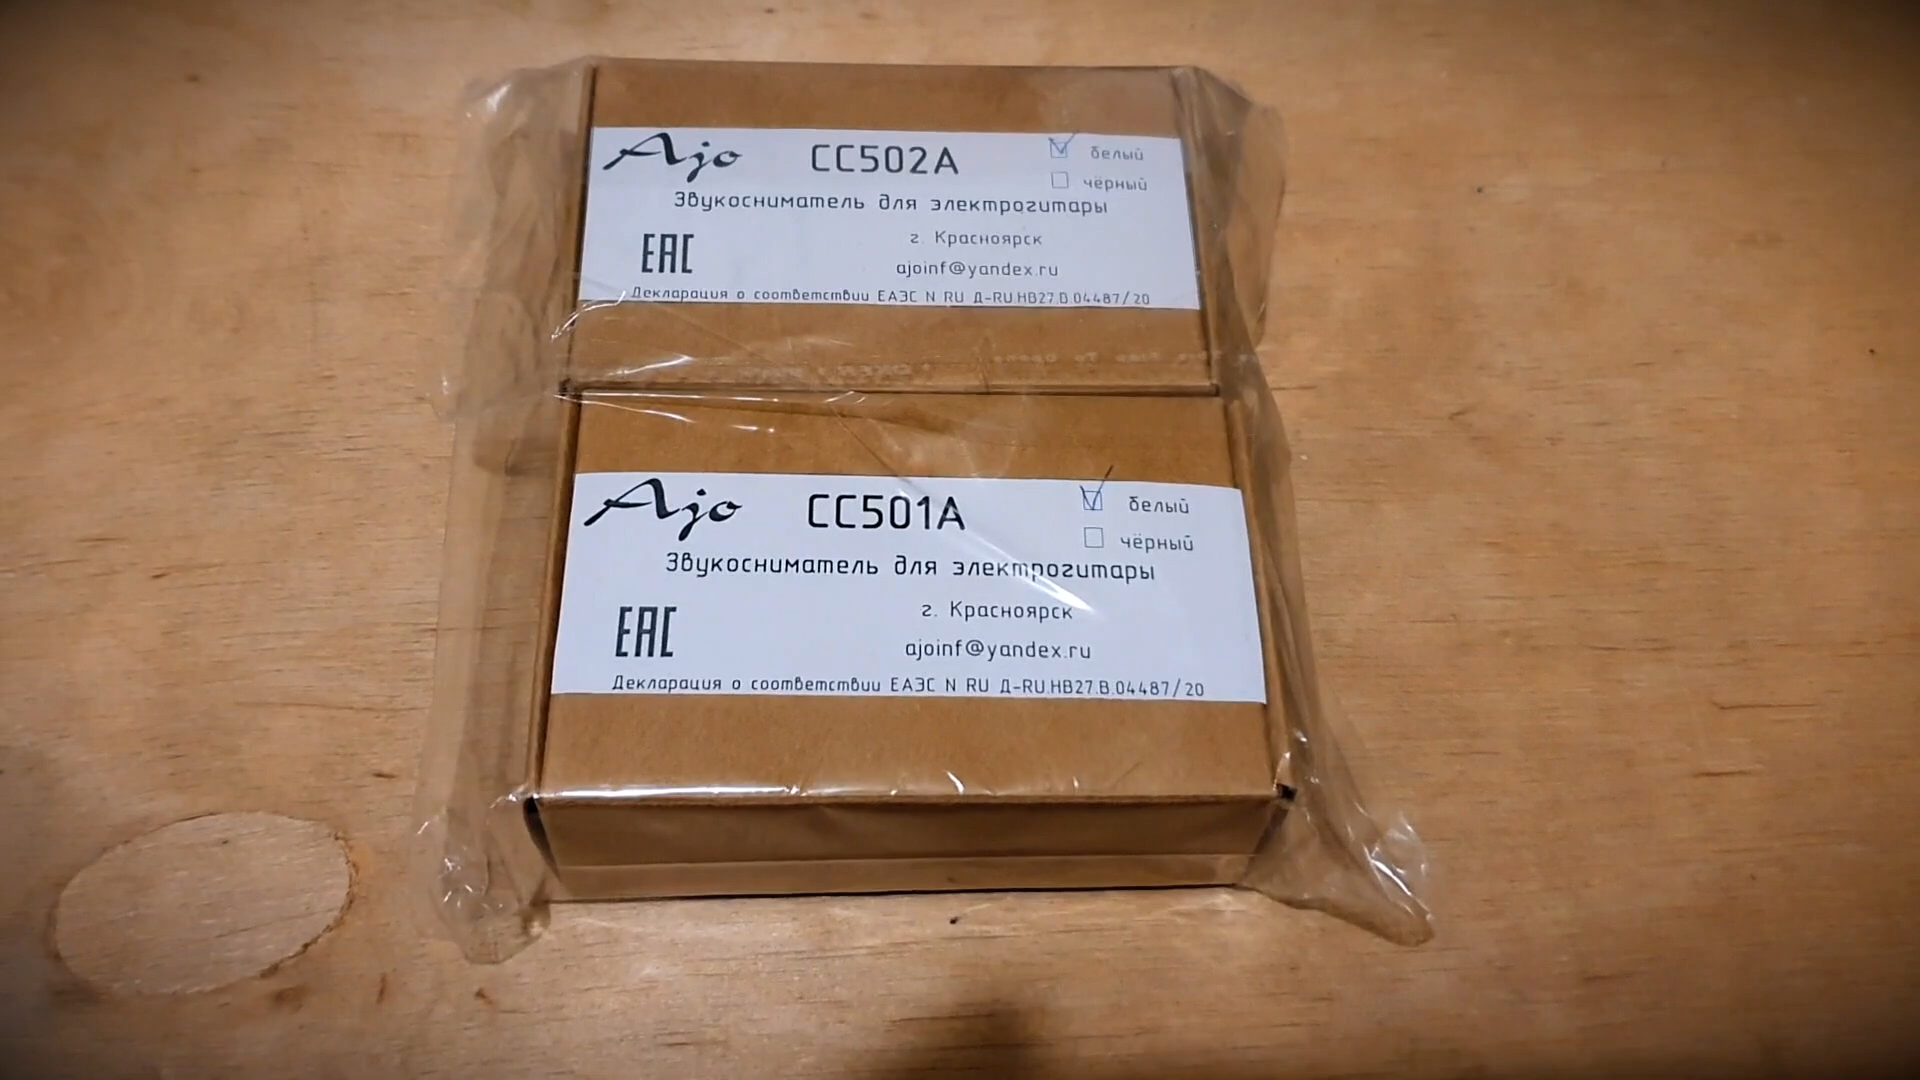 Ajo CC502A белый
чёрный
Звукосниматель для электрогитары
EAC г. Красноярск
ajoinf@yandex.ru
Декларация о соответствии ЕАЭС N RU Д-RU.НВ27.В.04487/20
Ajo CC501A белый
чёрный
Звукосниматель для электрогитары
EAC г. Красноярск
ajoinf@yandex.ru
Декларация о соответствии ЕАЭС N RU Д-RU.НВ27.В.04487/20